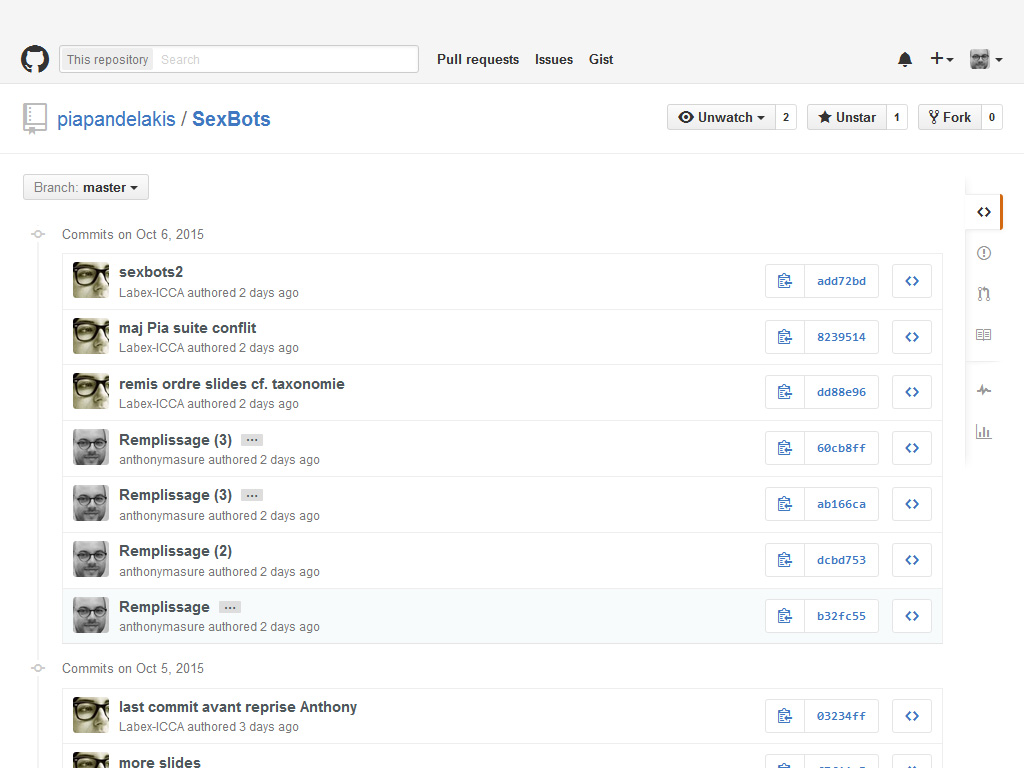 This repository Search Pull requests Issues Gist
piapandelakis / SexBots Unwatch 2 Unstar 1 Fork 0
Branch: master
Commits on Oct 6, 2015
sexbots2
Labex-ICCA authored 2 days ago
add72bd
maj Pia suite conflit
Labex-ICCA authored 2 days ago
8239514
remis ordre slides cf. taxonomie
Labex-ICCA authored 2 days ago
dd88e96
Remplissage (3) …
anthonymasure authored 2 days ago
60cb8ff
Remplissage (3) …
anthonymasure authored 2 days ago
ab166ca
Remplissage (2)
anthonymasure authored 2 days ago
dcbd753
Remplissage …
anthonymasure authored 2 days ago
b32fc55
Commits on Oct 5, 2015
last commit avant reprise Anthony
Labex-ICCA authored 3 days ago
03234ff
more slides